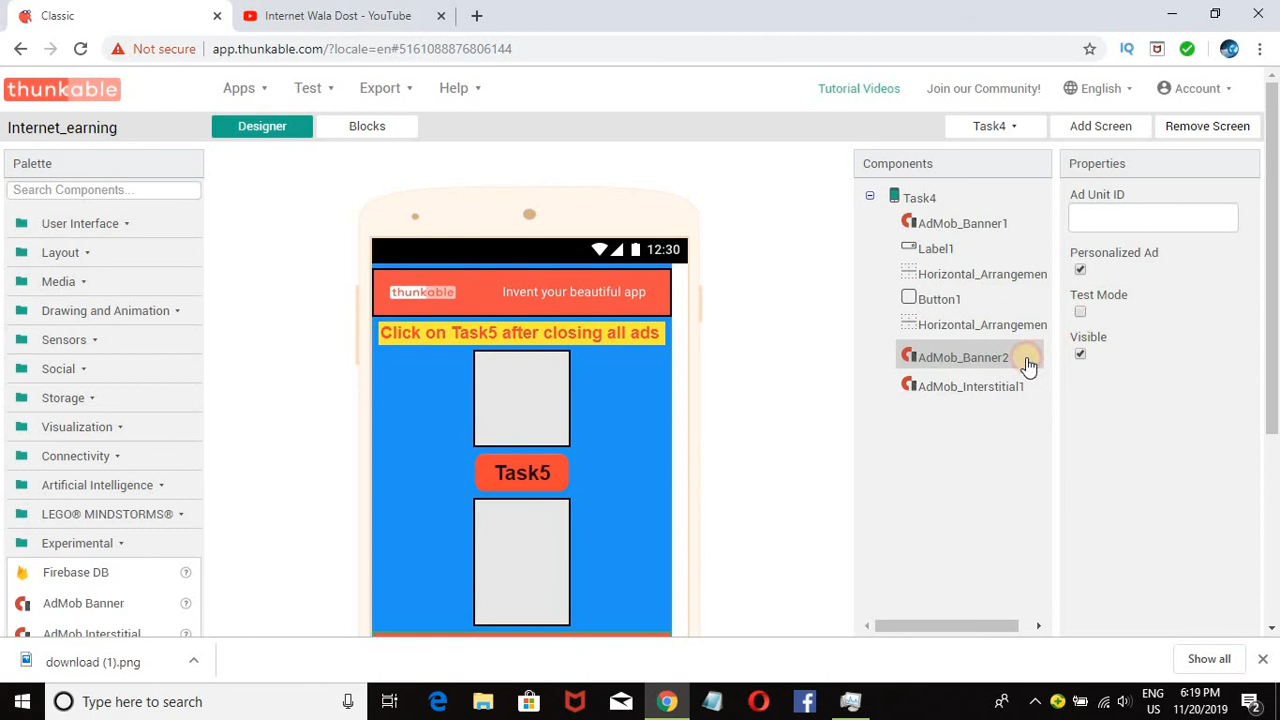 Classic
Internet Wala Dost - YouTube
Not secure
app.thunkable.com/?locale=en#5161088876806144
IQ
thunkable
Apps
Test
Export
Help
Tutorial Videos
Join our Community!
English
Account
Internet_earning
Designer
Blocks
Task4
Add Screen
Remove Screen
Palette
Search Components...
User Interface
Layout
Media
Drawing and Animation
Sensors
Social
Storage
Visualization
Connectivity
Artificial Intelligence
LEGO® MINDSTORMS®
Experimental
Firebase DB
AdMob Banner
AdMob Interstitial
12:30
thunkable
Invent your beautiful app
Click on Task5 after closing all ads
Task5
Components
Task4
AdMob_Banner1
Label1
Horizontal_Arrangemen
Button1
Horizontal_Arrangemen
AdMob_Banner2
AdMob_Interstitial1
Properties
Ad Unit ID
Personalized Ad
Test Mode
Visible
download (1).png
Show all
Type here to search
ENG
US
6:19 PM
11/20/2019
2